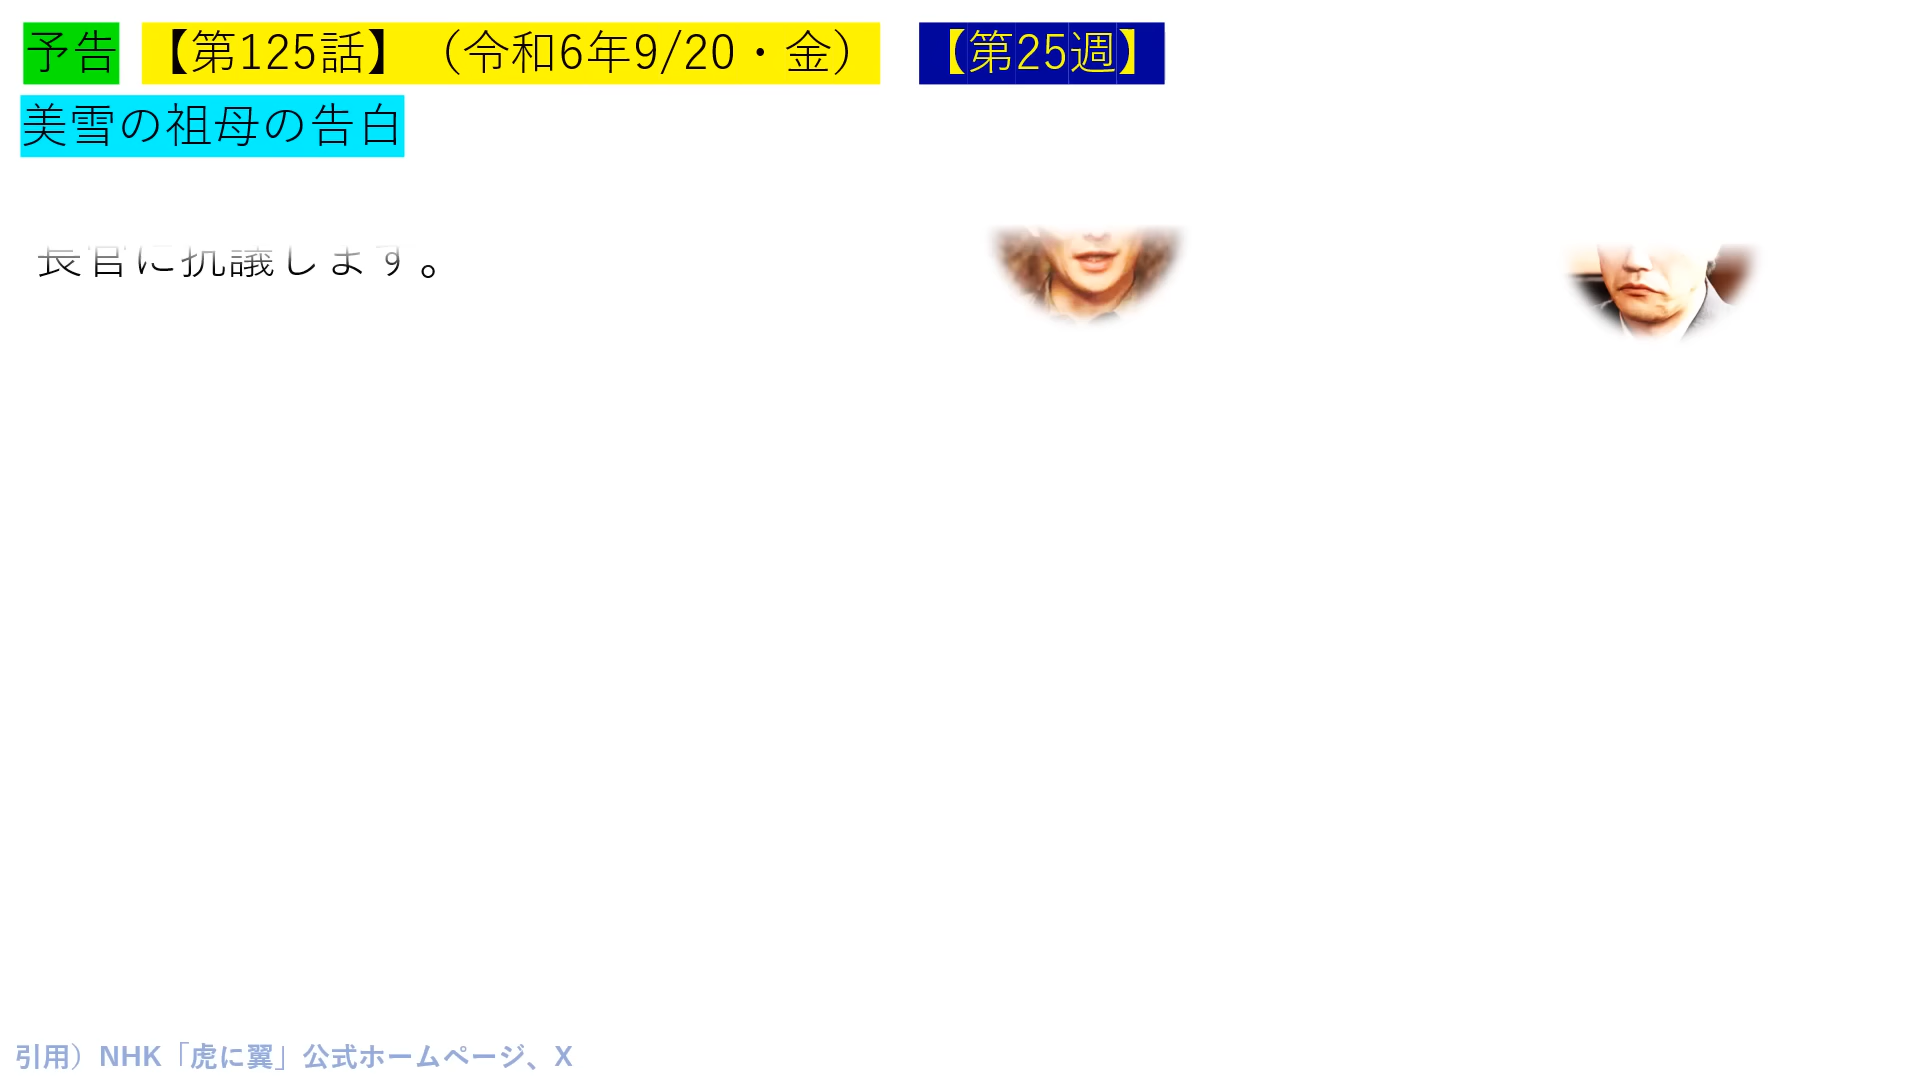 予告 【第125話】（令和6年9/20・金） 【第25週】
美雪の祖母の告白
長官に抗議します。
引用）NHK「虎に翼」公式ホームページ、X